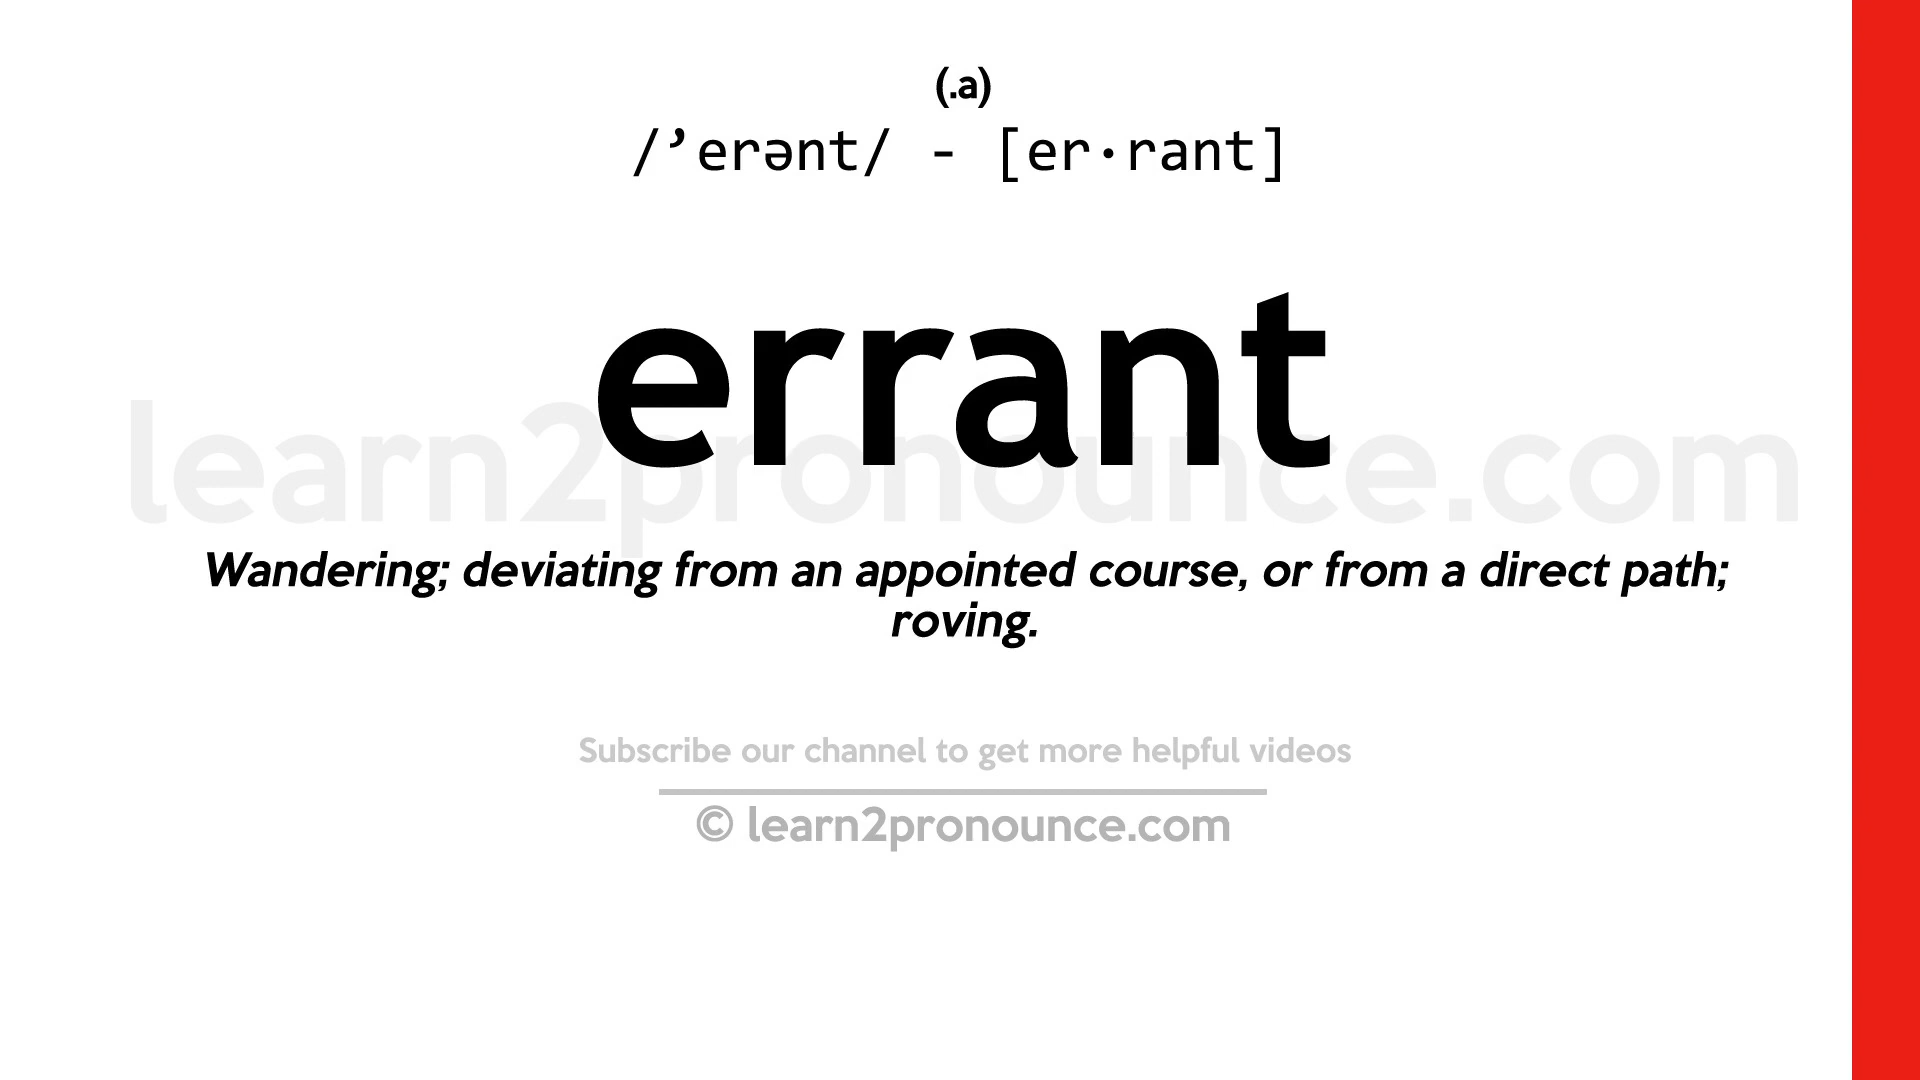 (.a)
/’erənt/ - [er·rant]
errant
learn2pronounce.com
Wandering; deviating from an appointed course, or from a direct path;
roving.
Subscribe our channel to get more helpful videos
© learn2pronounce.com